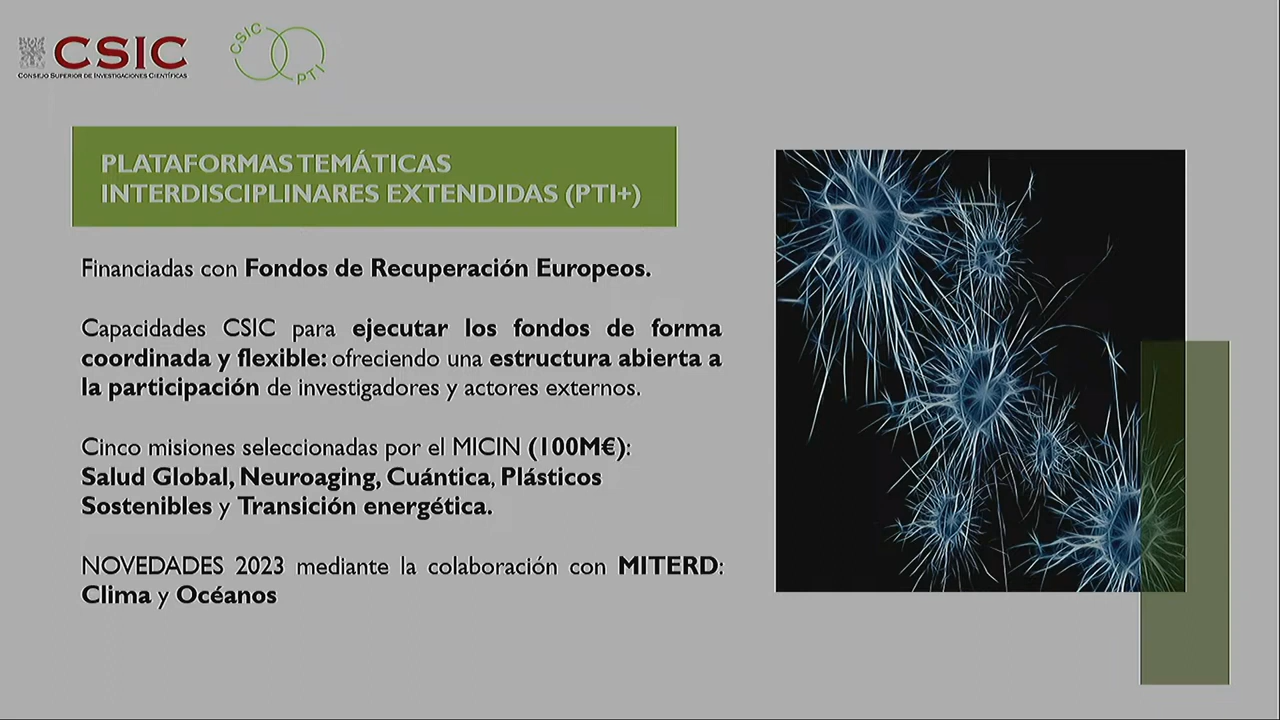 CSIC
CONSEJO SUPERIOR DE INVESTIGACIONES CIENTÍFICAS
CSIC
PTI
PLATAFORMAS TEMÁTICAS
INTERDISCIPLINARES EXTENDIDAS (PTI+)
Financiadas con Fondos de Recuperación Europeos.
Capacidades CSIC para ejecutar los fondos de forma
coordinada y flexible: ofreciendo una estructura abierta a
la participación de investigadores y actores externos.
Cinco misiones seleccionadas por el MICIN (100M€):
Salud Global, Neuroaging, Cuántica, Plásticos
Sostenibles y Transición energética.
NOVEDADES 2023 mediante la colaboración con MITERD:
Clima y Océanos